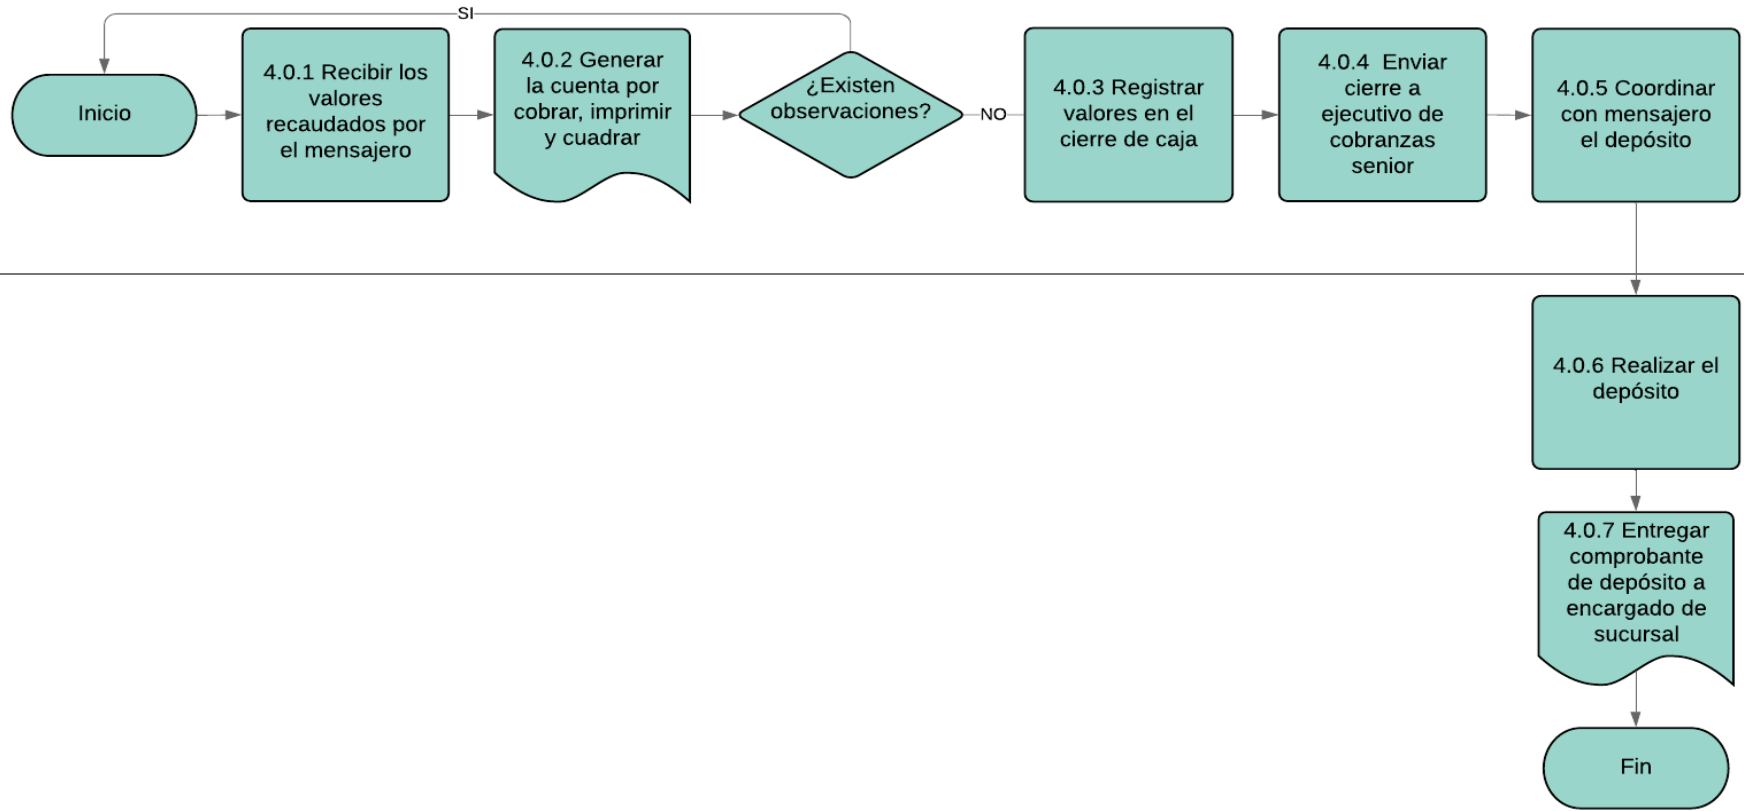 SI
Inicio
4.0.1 Recibir los
valores
recaudados por
el mensajero
4.0.2 Generar
la cuenta por
cobrar, imprimir
y cuadrar
¿Existen
observaciones?
NO
4.0.3 Registrar
valores en el
cierre de caja
4.0.4  Enviar
cierre a
ejecutivo de
cobranzas
senior
4.0.5 Coordinar
con mensajero
el depósito
4.0.6 Realizar el
depósito
4.0.7 Entregar
comprobante
de depósito a
encargado de
sucursal
Fin